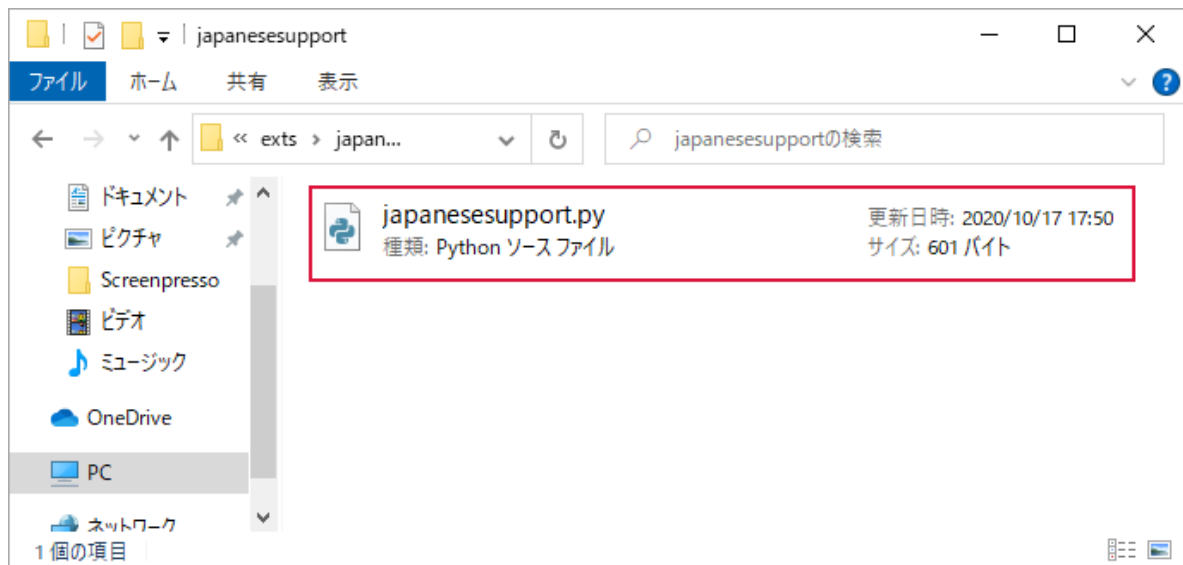 japanesesupport
ファイル ホーム 共有 表示
« exts › japan... japanesesupportの検索
ドキュメント
ピクチャ
Screenpresso
ビデオ
ミュージック
OneDrive
PC
ネットワーク
japanesesupport.py 更新日時: 2020/10/17 17:50
種類: Python ソース ファイル サイズ: 601 バイト
1 個の項目